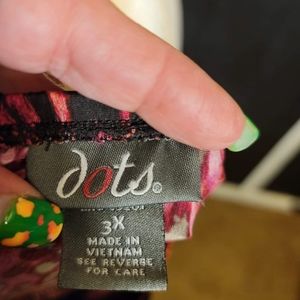 dots®
3X
MADE IN
VIETNAM
SEE REVERSE
FOR CARE